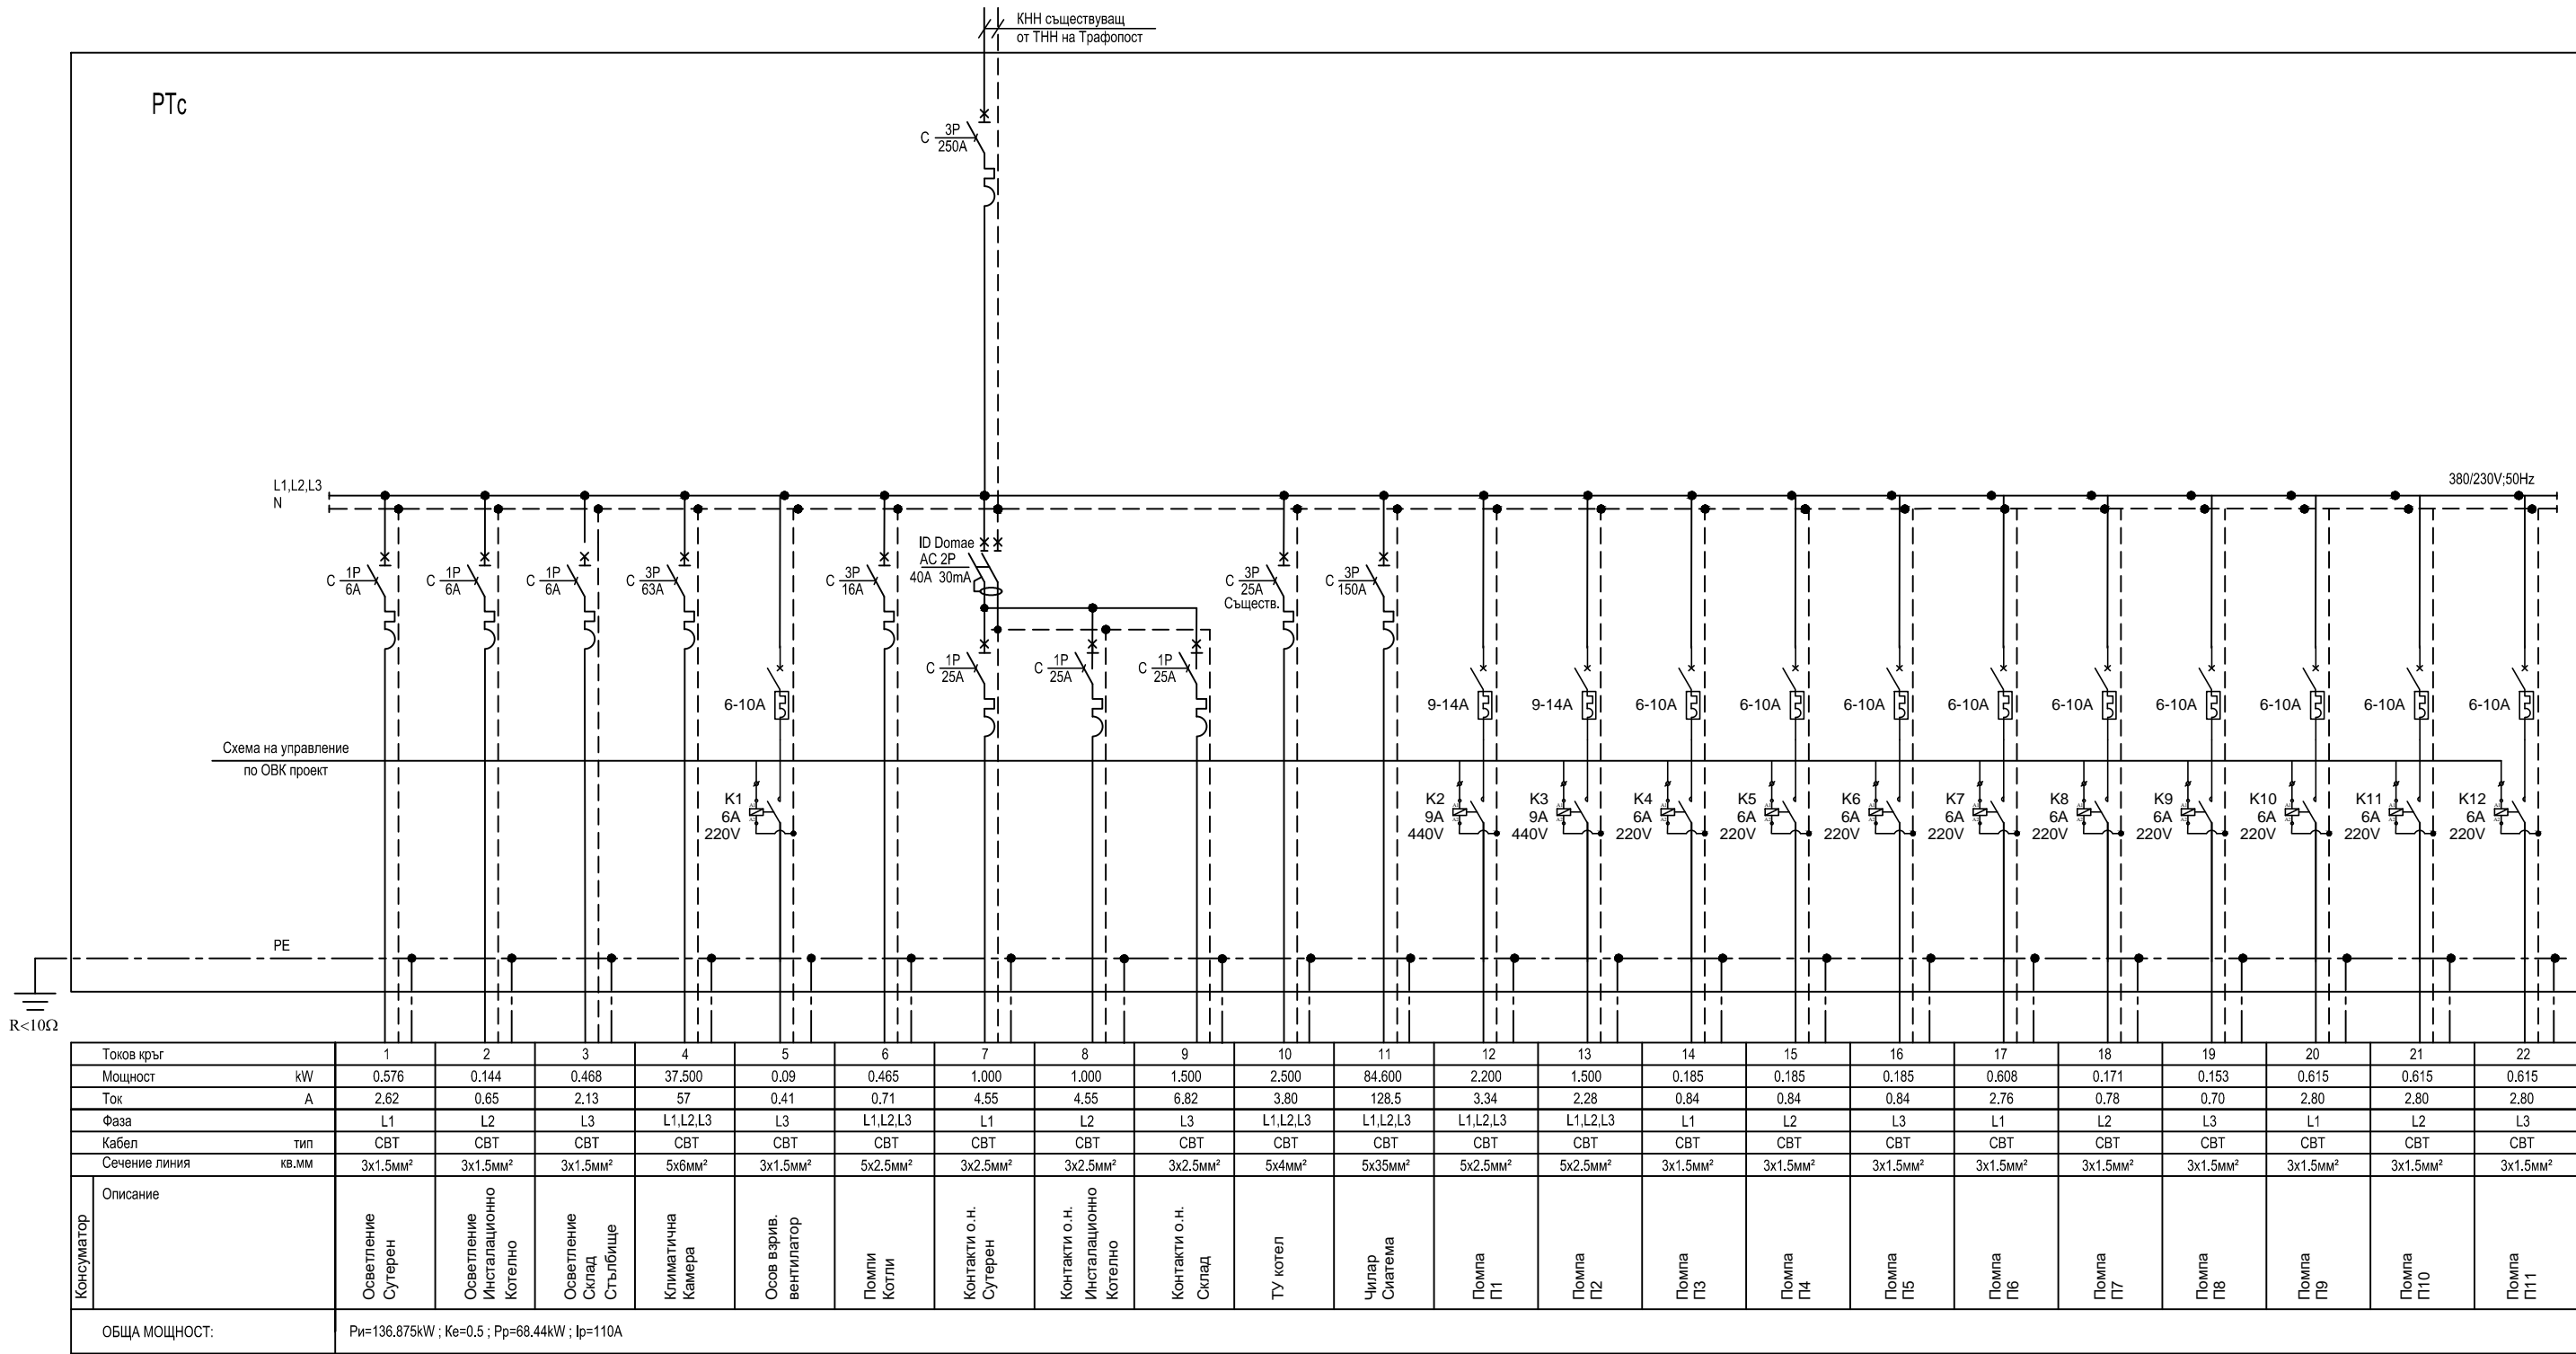 КНН съществуващ
от ТНН на Трафопост
РТс
C 3P
250A
L1,L2,L3
N
380/230V;50Hz
C 1P
6A
C 1P
6A
C 1P
6A
C 3P
63A
C 3P
16A
ID Domae
AC 2P
40A 30mA
C 3P
25A
Съществ.
C 3P
150A
C 1P
25A
C 1P
25A
C 1P
25A
6-10A
9-14A
9-14A
6-10A
6-10A
6-10A
6-10A
6-10A
6-10A
6-10A
6-10A
6-10A
Схема на управление
по ОВК проект
K1
6A
220V
K2
9A
440V
K3
9A
440V
K4
6A
220V
K5
6A
220V
K6
6A
220V
K7
6A
220V
K8
6A
220V
K9
6A
220V
K10
6A
220V
K11
6A
220V
K12
6A
220V
PE
R<10Ω
Токов кръг 1 2 3 4 5 6 7 8 9 10 11 12 13 14 15 16 17 18 19 20 21 22
Мощност kW 0.576 0.144 0.468 37.500 0.09 0.465 1.000 1.000 1.500 2.500 84.600 2.200 1.500 0.185 0.185 0.185 0.608 0.171 0.153 0.615 0.615 0.615
Ток A 2.62 0.65 2.13 57 0.41 0.71 4.55 4.55 6.82 3.80 128.5 3.34 2.28 0.84 0.84 0.84 2.76 0.78 0.70 2.80 2.80 2.80
Фаза L1 L2 L3 L1,L2,L3 L3 L1,L2,L3 L1 L2 L3 L1,L2,L3 L1,L2,L3 L1,L2,L3 L1,L2,L3 L1 L2 L3 L1 L2 L3 L1 L2 L3
Кабел тип СВТ СВТ СВТ СВТ СВТ СВТ СВТ СВТ СВТ СВТ СВТ СВТ СВТ СВТ СВТ СВТ СВТ СВТ СВТ СВТ СВТ СВТ
Сечение линия кв.мм 3x1.5мм² 3x1.5мм² 3x1.5мм² 5x6мм² 3x1.5мм² 5x2.5мм² 3x2.5мм² 3x2.5мм² 3x2.5мм² 5x4мм² 5x35мм² 5x2.5мм² 5x2.5мм² 3x1.5мм² 3x1.5мм² 3x1.5мм² 3x1.5мм² 3x1.5мм² 3x1.5мм² 3x1.5мм² 3x1.5мм² 3x1.5мм²
Консуматор
Описание
Осветление
Сутерен
Осветление
Инсталационно
Котелно
Осветление
Склад
Стълбище
Климатична
Камера
Осов взрив.
вентилатор
Помпи
Котли
Контакти о.н.
Сутерен
Контакти о.н.
Инсталационно
Котелно
Контакти о.н.
Склад
ТУ котел
Чилар
Сиатема
Помпа
П1
Помпа
П2
Помпа
П3
Помпа
П4
Помпа
П5
Помпа
П6
Помпа
П7
Помпа
П8
Помпа
П9
Помпа
П10
Помпа
П11
ОБЩА МОЩНОСТ: Ри=136.875kW ; Ке=0.5 ; Рр=68.44kW ; Iр=110A